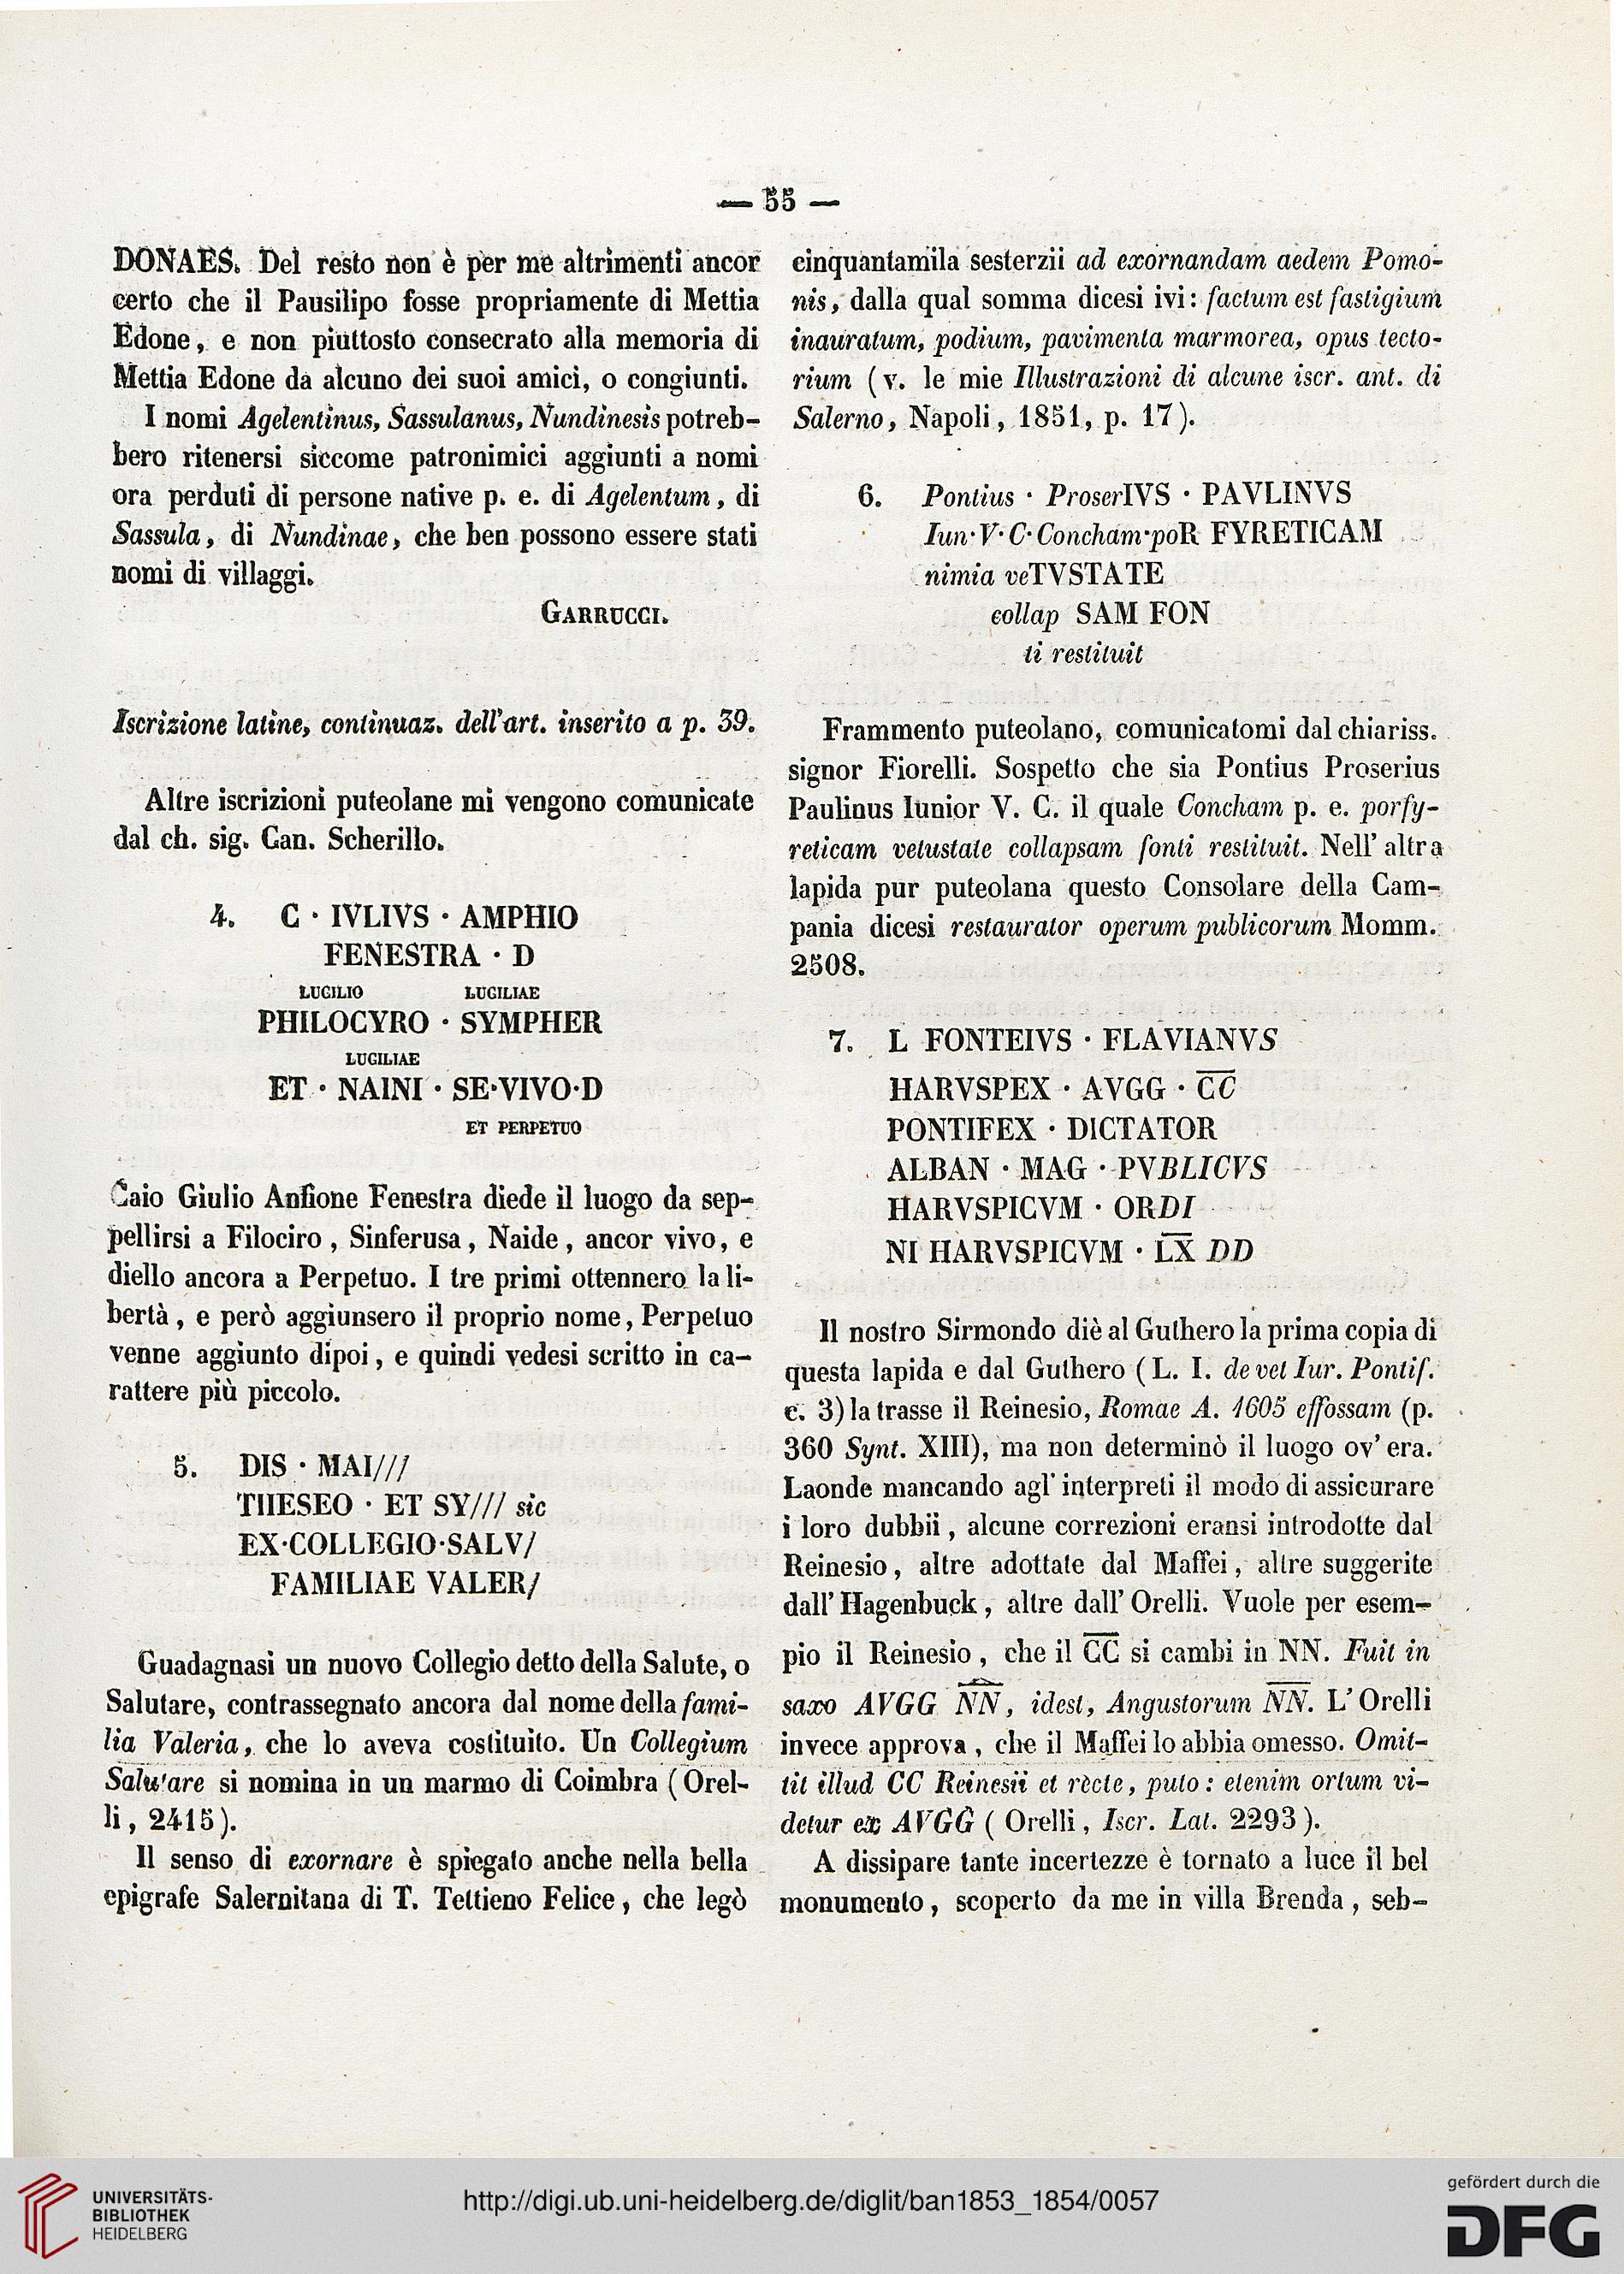 — 55 —
DONAES. Del resto non è per me altrimenti ancor
certo che il Pausilipo fosse propriamente di Mettia
Edone, e non piuttosto consecrato alla memoria di
Mettia Edone da alcuno dei suoi amici, o congiunti.
I nomi Agelentinus, Sassulanus, Nundinesis potreb-
bero ritenersi siccome patronimici aggiunti a nomi
ora perduti di persone native p. e. di Agelentum, di
Sassula, di Nundinae, che ben possono essere stati
nomi di villaggi.
GARRUCCI.
Iscrizione latine, continuaz. dell'art. inserito a p. 39.
Altre iscrizioni puteolane mi vengono comunicate
dal ch. sig. Can. Scherillo.
4. C · IVLIVS · AMPHIO
FENESTRA · D
LUCILIO LUCILIAE
PHILOCYRO · SYMPHER
LUCILIAE
ET · NAINI · SE·VIVO·D
ET PERPETUO
Caio Giulio Anfione Fenestra diede il luogo da sep-
pellirsi a Filociro, Sinferusa, Naide, ancor vivo, e
diello ancora a Perpetuo. I tre primi ottennero la li-
bertà, e però aggiunsero il proprio nome, Perpetuo
venne aggiunto dipoi, e quindi vedesi scritto in ca-
rattere più piccolo.
5. DIS · MAI///
THESEO · ET SY/// sic
EX·COLLEGIO·SALV/
FAMILIAE VALER/
Guadagnasi un nuovo Collegio detto della Salute, o
Salutare, contrassegnato ancora dal nome della fami-
lia Valeria, che lo aveva costituito. Un Collegium
Salu'are si nomina in un marmo di Coimbra (Orel-
li, 2415).
Il senso di exornare è spiegato anche nella bella
epigrafe Salernitana di T. Tettieno Felice, che legò
cinquantamila sesterzii ad exornandam aedem Pomo-
nis, dalla qual somma dicesi ivi: factum est fastigium
inauratum, podium, pavimenta marmorea, opus tecto-
rium (v. le mie Illustrazioni di alcune iscr. ant. di
Salerno, Napoli, 1851, p. 17).
6. Pontius · ProserIVS · PAVLINVS
Iun·V·C·Concham·poR FYRETICAM
nimia veTVSTATE
collap SAM FON
ti restituit
Frammento puteolano, comunicatomi dal chiariss.
signor Fiorelli. Sospetto che sia Pontius Proserius
Paulinus Iunior V. C. il quale Concham p. e. porfy-
reticam vetustate collapsam fonti restituit. Nell' altra
lapida pur puteolana questo Consolare della Cam-
pania dicesi restaurator operum publicorum Momm.
2508.
7. L FONTEIVS · FLAVIANVS
HARVSPEX · AVGG · C̅C̅
PONTIFEX · DICTATOR
ALBAN · MAG · PVBLICVS
HARVSPICVM · ORDI
NI HARVSPICVM · L̅X̅ DD
Il nostro Sirmondo diè al Guthero la prima copia di
questa lapida e dal Guthero (L. I. de vet Iur. Pontif.
c. 3) la trasse il Reinesio, Romae A. 1605 effossam (p.
360 Synt. XIII), ma non determinò il luogo ov' era.
Laonde mancando agl' interpreti il modo di assicurare
i loro dubbii, alcune correzioni eransi introdotte dal
Reinesio, altre adottate dal Maffei, altre suggerite
dall' Hagenbuck, altre dall' Orelli. Vuole per esem-
pio il Reinesio, che il C̅C̅ si cambi in NN. Fuit in
saxo AVGG N̅N̅, idest, Angustorum N̅N̅. L' Orelli
invece approva, che il Maffei lo abbia omesso. Omit-
tit illud CC Reinesii et rècte, puto: etenim ortum vi-
detur ex AVGG (Orelli, Iscr. Lat. 2293).
A dissipare tante incertezze è tornato a luce il bel
monumento, scoperto da me in villa Brenda, seb-
UNIVERSITÄTS-
BIBLIOTHEK
HEIDELBERG
http://digi.ub.uni-heidelberg.de/diglit/ban1853_1854/0057
gefördert durch die
DFG